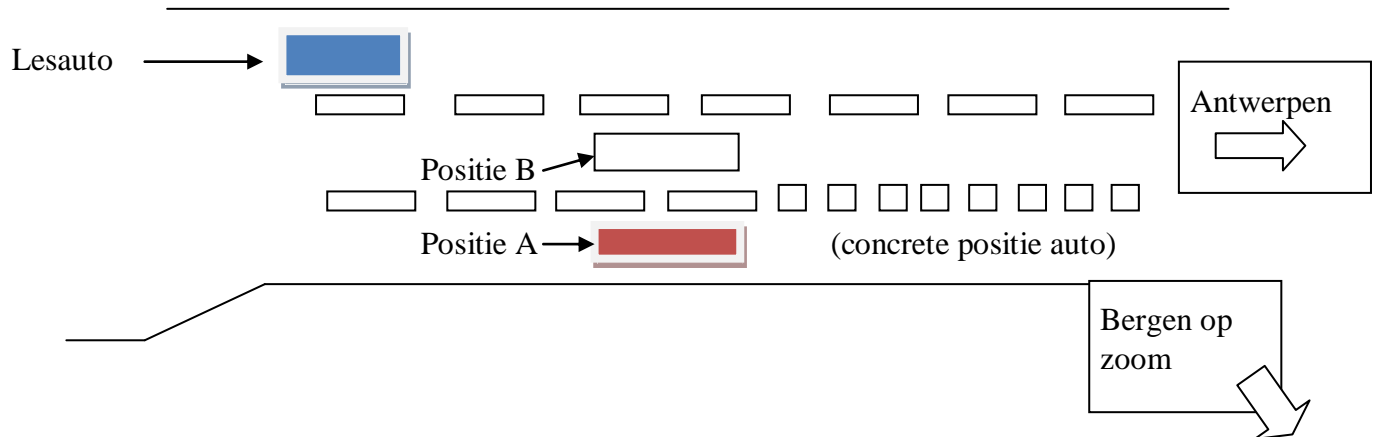 Lesauto
Antwerpen
Positie B
Positie A
(concrete positie auto)
Bergen op
zoom